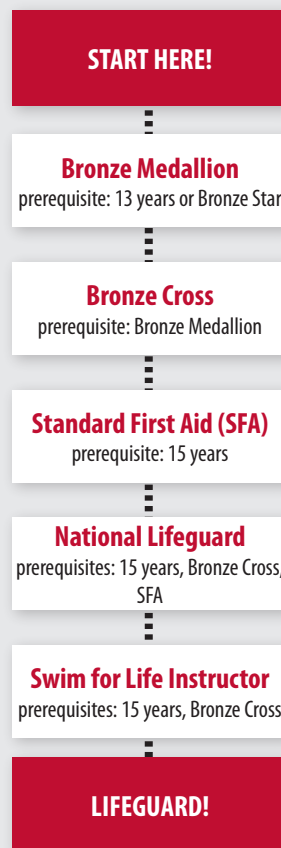 START HERE!
Bronze Medallion
prerequisite: 13 years or Bronze Star
Bronze Cross
prerequisite: Bronze Medallion
Standard First Aid (SFA)
prerequisite: 15 years
National Lifeguard
prerequisites: 15 years, Bronze Cross,
SFA
Swim for Life Instructor
prerequisites: 15 years, Bronze Cross
LIFEGUARD!